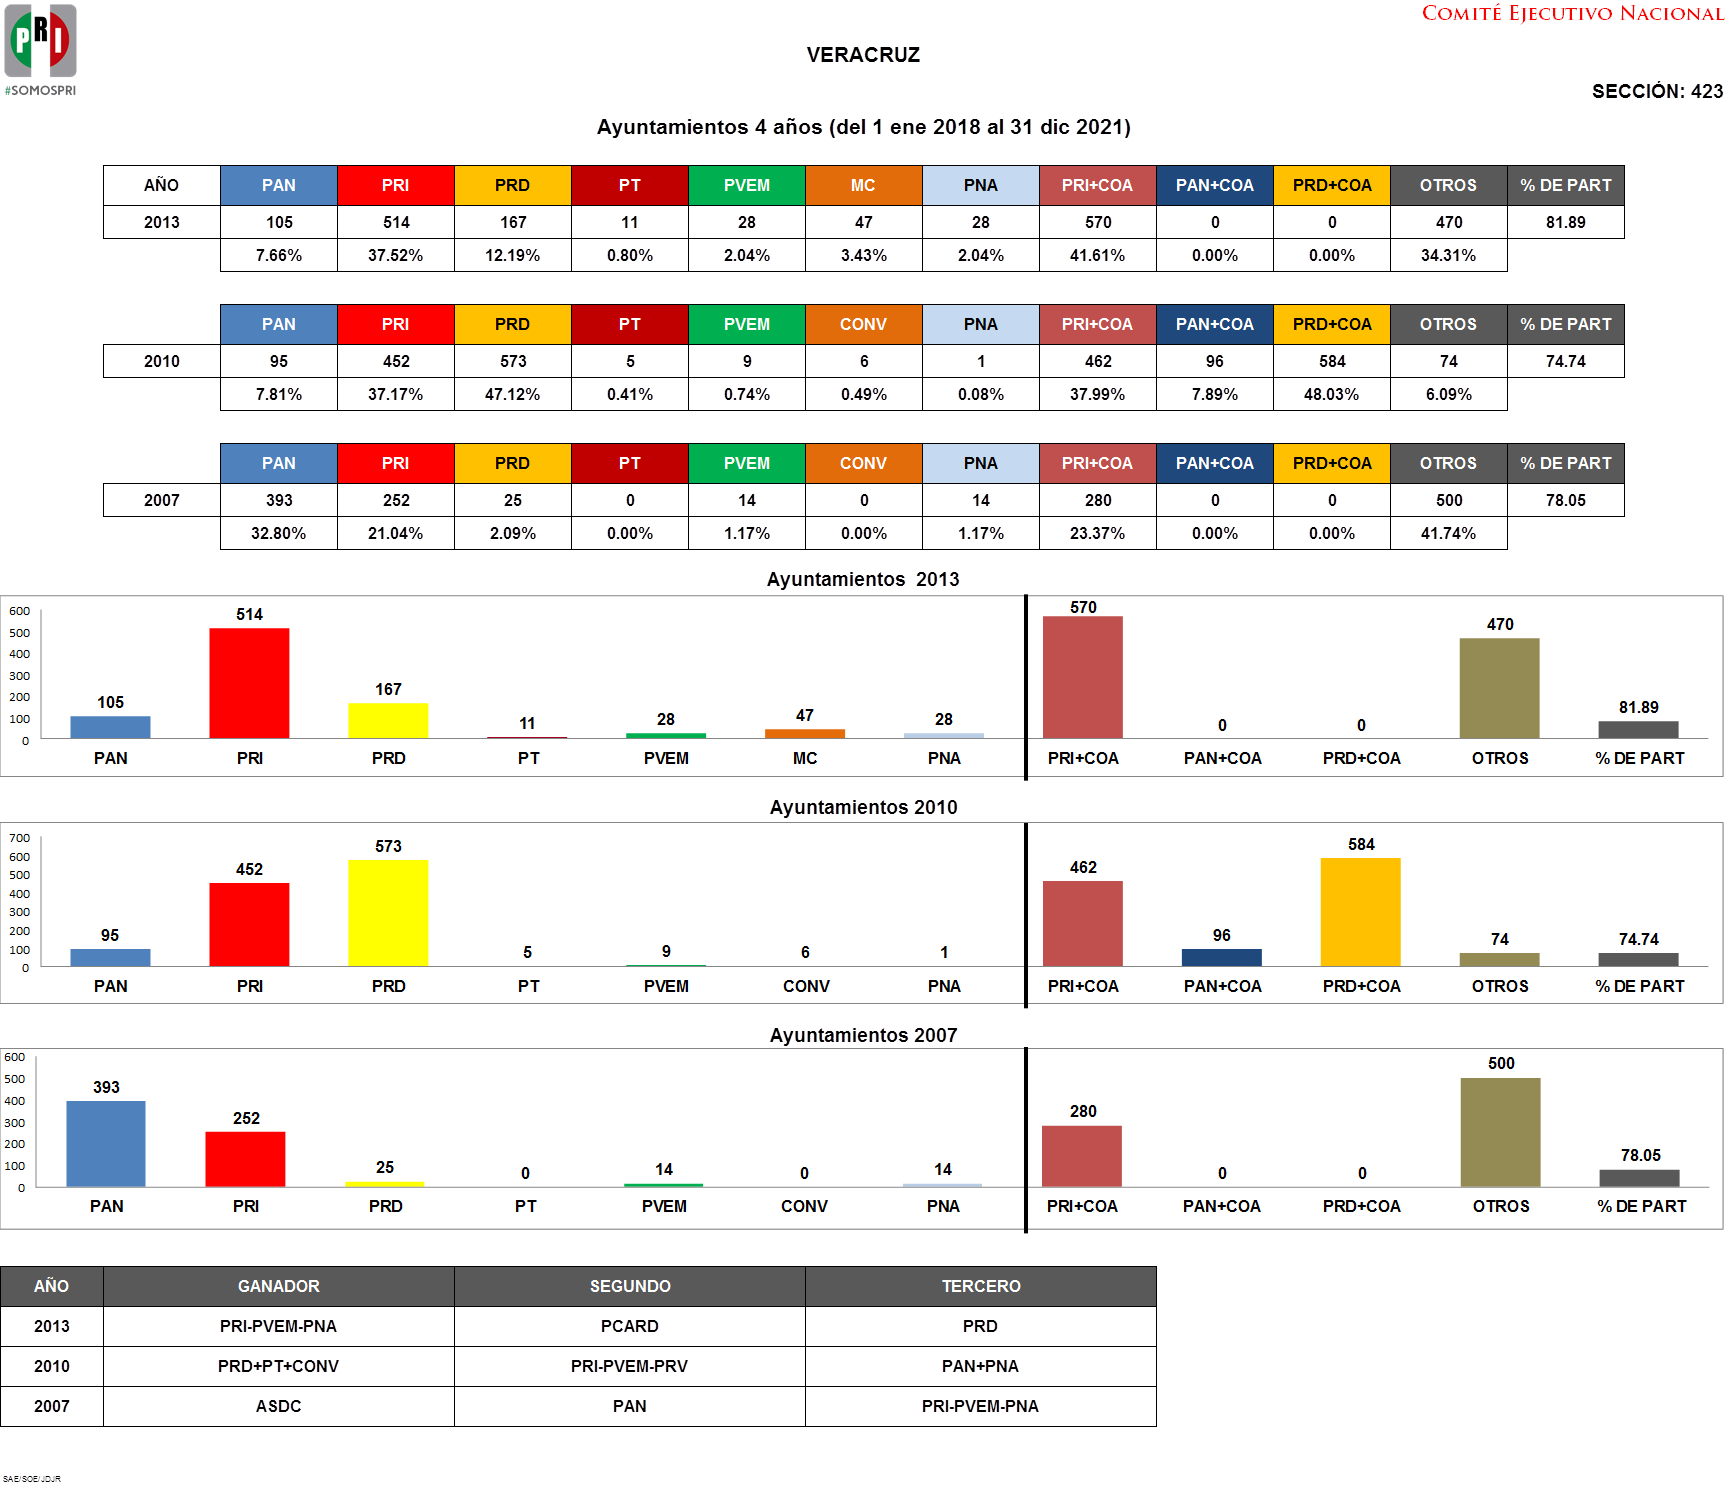 PRI
#SOMOSPRI
COMITÉ EJECUTIVO NACIONAL
VERACRUZ
SECCIÓN: 423
Ayuntamientos 4 años (del 1 ene 2018 al 31 dic 2021)
AÑO PAN PRI PRD PT PVEM MC PNA PRI+COA PAN+COA PRD+COA OTROS % DE PART
2013 105 514 167 11 28 47 28 570 0 0 470 81.89
7.66% 37.52% 12.19% 0.80% 2.04% 3.43% 2.04% 41.61% 0.00% 0.00% 34.31%
PAN PRI PRD PT PVEM CONV PNA PRI+COA PAN+COA PRD+COA OTROS % DE PART
2010 95 452 573 5 9 6 1 462 96 584 74 74.74
7.81% 37.17% 47.12% 0.41% 0.74% 0.49% 0.08% 37.99% 7.89% 48.03% 6.09%
PAN PRI PRD PT PVEM CONV PNA PRI+COA PAN+COA PRD+COA OTROS % DE PART
2007 393 252 25 0 14 0 14 280 0 0 500 78.05
32.80% 21.04% 2.09% 0.00% 1.17% 0.00% 1.17% 23.37% 0.00% 0.00% 41.74%
Ayuntamientos 2013
600
500
400
300
200
100
0
105 514 167 11 28 47 28 570 0 0 470 81.89
PAN PRI PRD PT PVEM MC PNA PRI+COA PAN+COA PRD+COA OTROS % DE PART
Ayuntamientos 2010
700
600
500
400
300
200
100
0
95 452 573 5 9 6 1 462 96 584 74 74.74
PAN PRI PRD PT PVEM CONV PNA PRI+COA PAN+COA PRD+COA OTROS % DE PART
Ayuntamientos 2007
600
500
400
300
200
100
0
393 252 25 0 14 0 14 280 0 0 500 78.05
PAN PRI PRD PT PVEM CONV PNA PRI+COA PAN+COA PRD+COA OTROS % DE PART
AÑO GANADOR SEGUNDO TERCERO
2013 PRI-PVEM-PNA PCARD PRD
2010 PRD+PT+CONV PRI-PVEM-PRV PAN+PNA
2007 ASDC PAN PRI-PVEM-PNA
SAE/SOE/JDJR